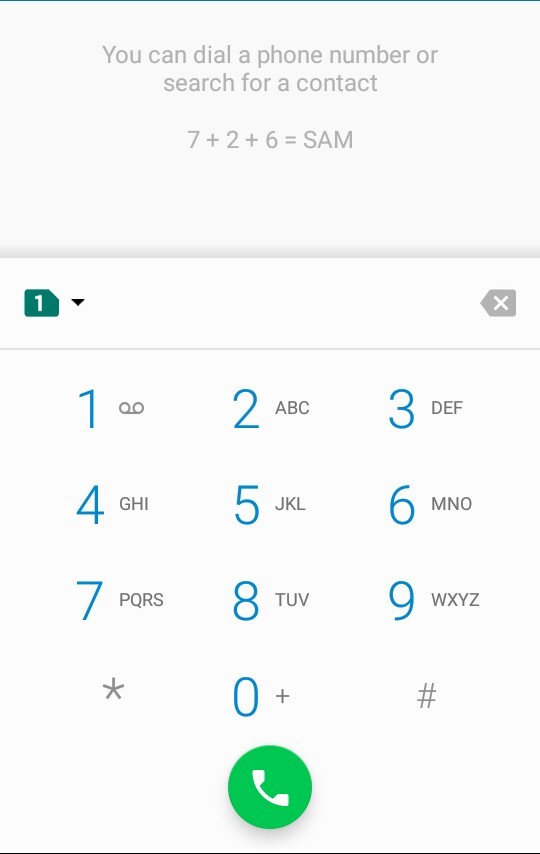 You can dial a phone number or
search for a contact
7 + 2 + 6 = SAM
1
1 2 ABC 3 DEF
4 GHI 5 JKL 6 MNO
7 PQRS 8 TUV 9 WXYZ
* 0 + #